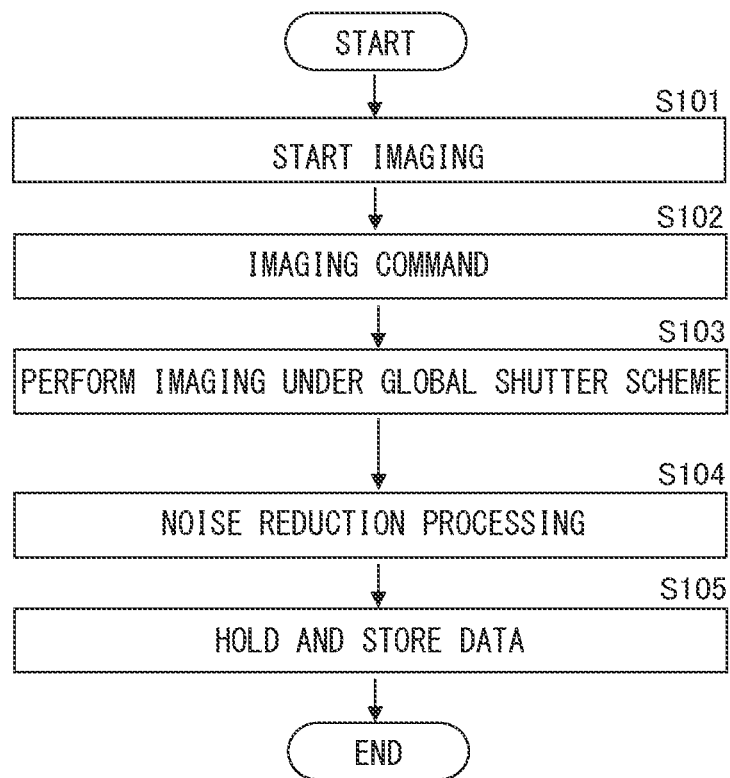 START
S101
START IMAGING
S102
IMAGING COMMAND
S103
PERFORM IMAGING UNDER GLOBAL SHUTTER SCHEME
S104
NOISE REDUCTION PROCESSING
S105
HOLD AND STORE DATA
END